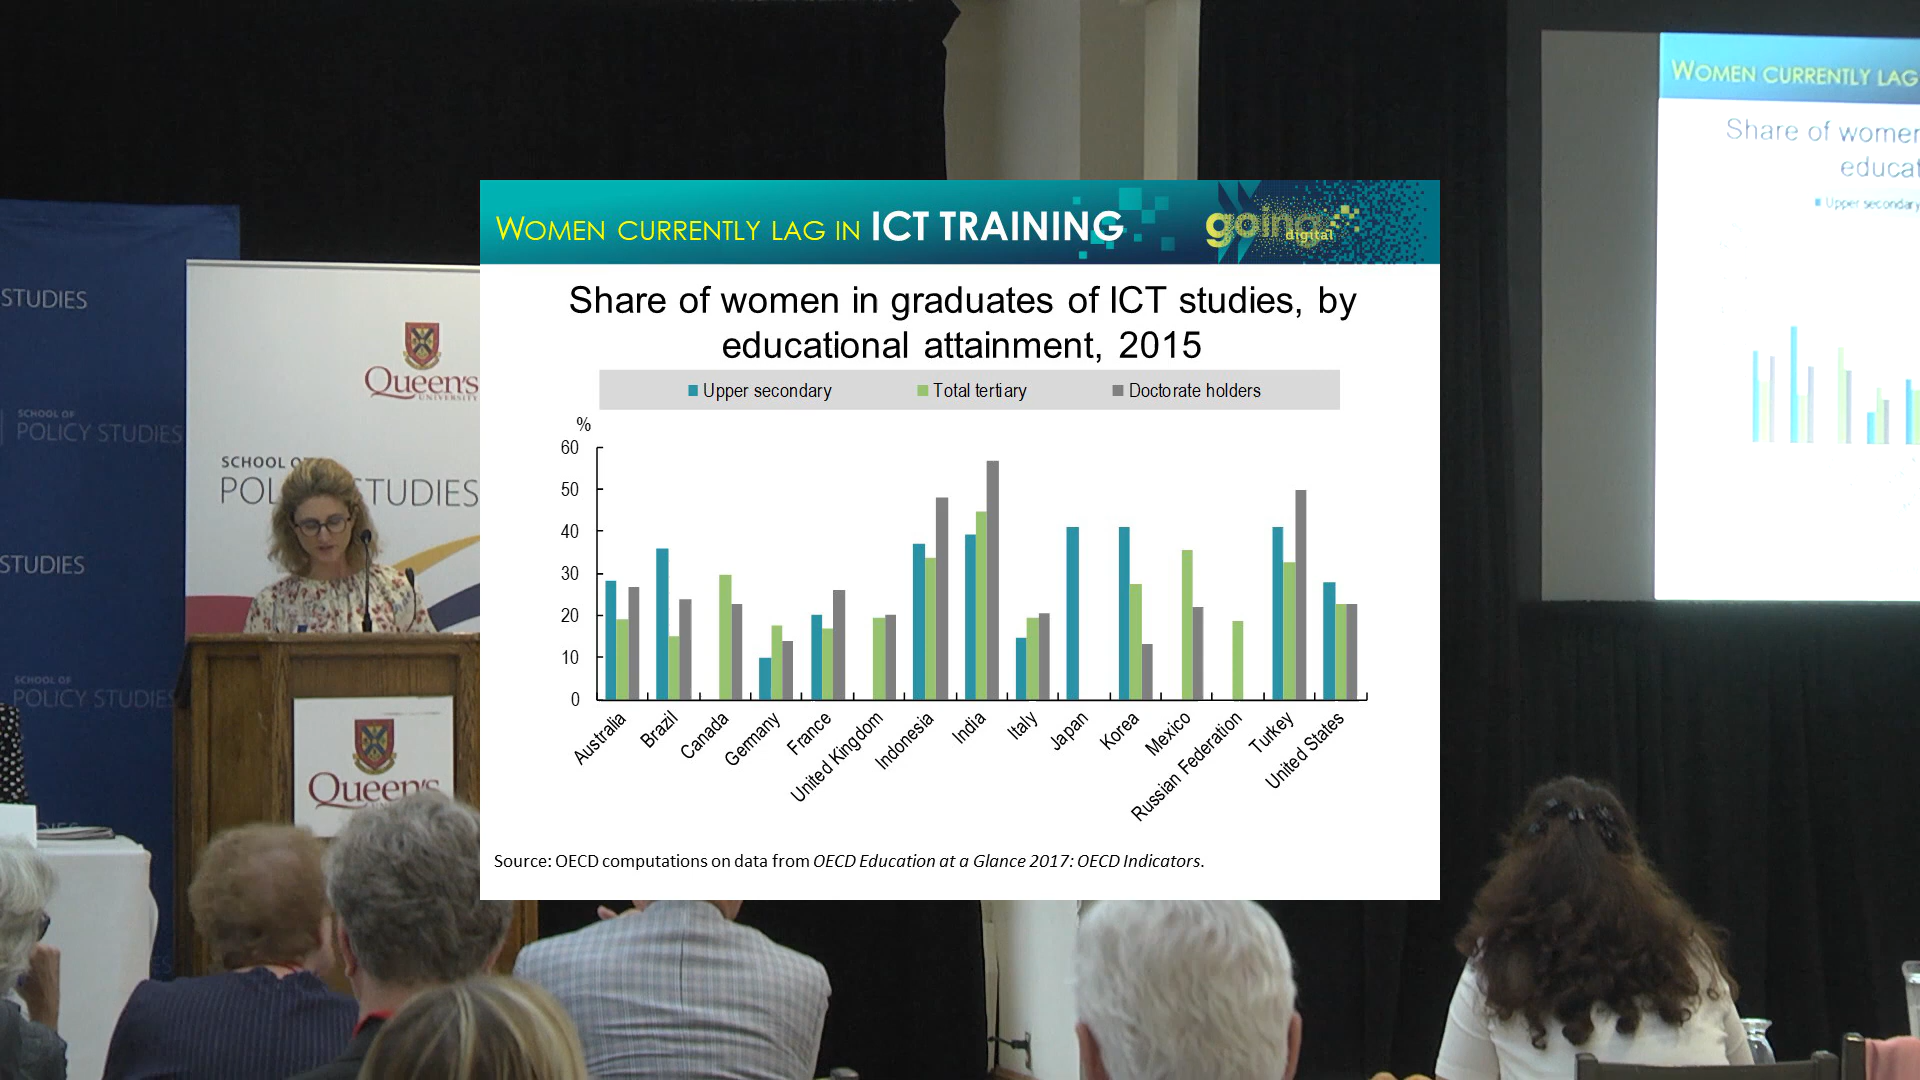 WOMEN CURRENTLY LAG IN ICT TRAINING
going
digital
Share of women in graduates of ICT studies, by
educational attainment, 2015
Upper secondary
Total tertiary
Doctorate holders
%
60
50
40
30
20
10
0
Australia
Brazil
Canada
Germany
France
United Kingdom
Indonesia
India
Italy
Japan
Korea
Mexico
Russian Federation
Turkey
United States
Source: OECD computations on data from OECD Education at a Glance 2017: OECD Indicators.
STUDIES
SCHOOL OF
POLICY STUDIES
STUDIES
SCHOOL OF
POLICY STUDIES
Queen's
UNIVERSITY
SCHOOL O
POL STUDIES
Queen's
WOMEN CURRENTLY LAG
Share of women
educat
Upper secondary